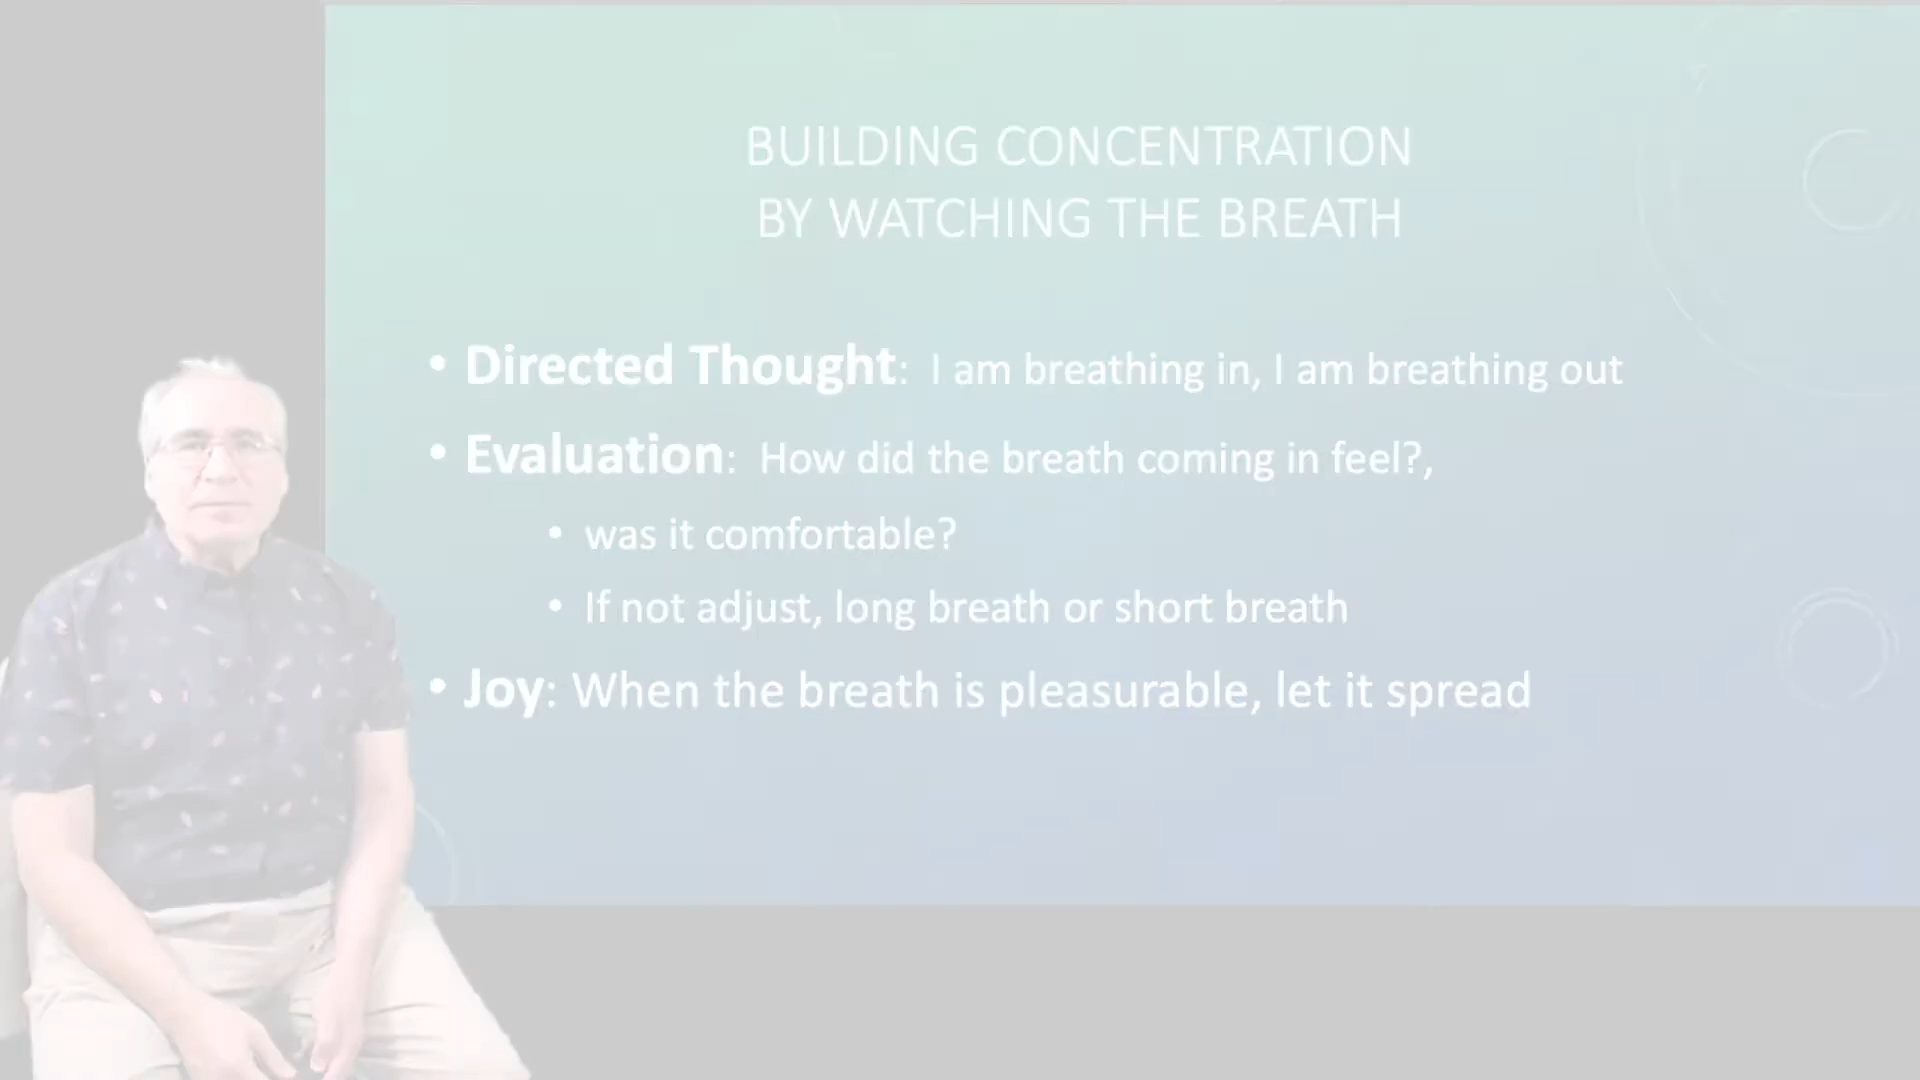 BUILDING CONCENTRATION
BY WATCHING THE BREATH
• Directed Thought:  I am breathing in, I am breathing out
• Evaluation:  How did the breath coming in feel?,
• was it comfortable?
• If not adjust, long breath or short breath
• Joy: When the breath is pleasurable, let it spread